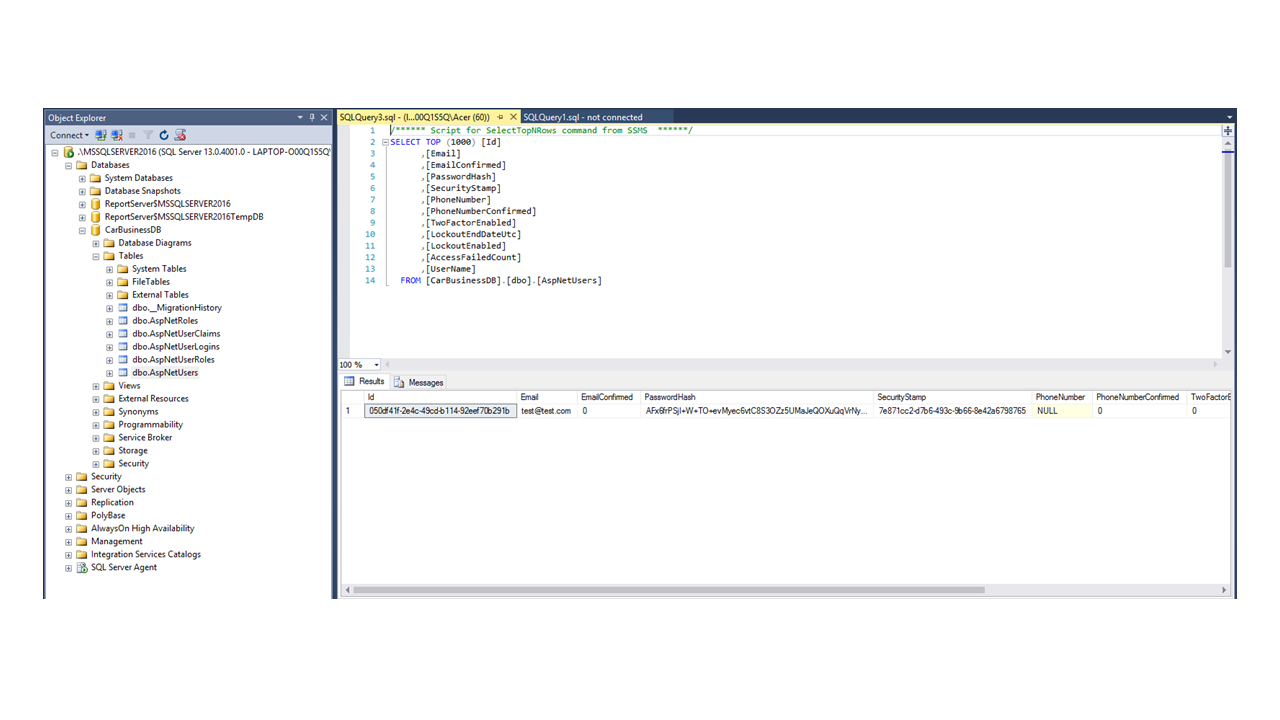 Object Explorer
Connect
.\MSSQLSERVER2016 (SQL Server 13.0.4001.0 - LAPTOP-O00Q1S5Q\
Databases
System Databases
Database Snapshots
ReportServer$MSSQLSERVER2016
ReportServer$MSSQLSERVER2016TempDB
CarBusinessDB
Database Diagrams
Tables
System Tables
FileTables
External Tables
dbo.__MigrationHistory
dbo.AspNetRoles
dbo.AspNetUserClaims
dbo.AspNetUserLogins
dbo.AspNetUserRoles
dbo.AspNetUsers
Views
External Resources
Synonyms
Programmability
Service Broker
Storage
Security
Security
Server Objects
Replication
PolyBase
AlwaysOn High Availability
Management
Integration Services Catalogs
SQL Server Agent
SQLQuery3.sql - (l...00Q1S5Q\Acer (60)) SQLQuery1.sql - not connected
1 /****** Script for SelectTopNRows command from SSMS ******/
2 SELECT TOP (1000) [Id]
3 ,[Email]
4 ,[EmailConfirmed]
5 ,[PasswordHash]
6 ,[SecurityStamp]
7 ,[PhoneNumber]
8 ,[PhoneNumberConfirmed]
9 ,[TwoFactorEnabled]
10 ,[LockoutEndDateUtc]
11 ,[LockoutEnabled]
12 ,[AccessFailedCount]
13 ,[UserName]
14 FROM [CarBusinessDB].[dbo].[AspNetUsers]
100 %
Results Messages
Id Email EmailConfirmed PasswordHash SecurityStamp PhoneNumber PhoneNumberConfirmed TwoFactorE
1 050df41f-2e4c-49cd-b114-92eef70b291b test@test.com 0 AFx6frPSjI+W+TO+evMyec6vtC8S3OZz5UMaJeQOXuQqVrNy... 7e871cc2-d7b6-493c-9b66-8e42a6798765 NULL 0 0